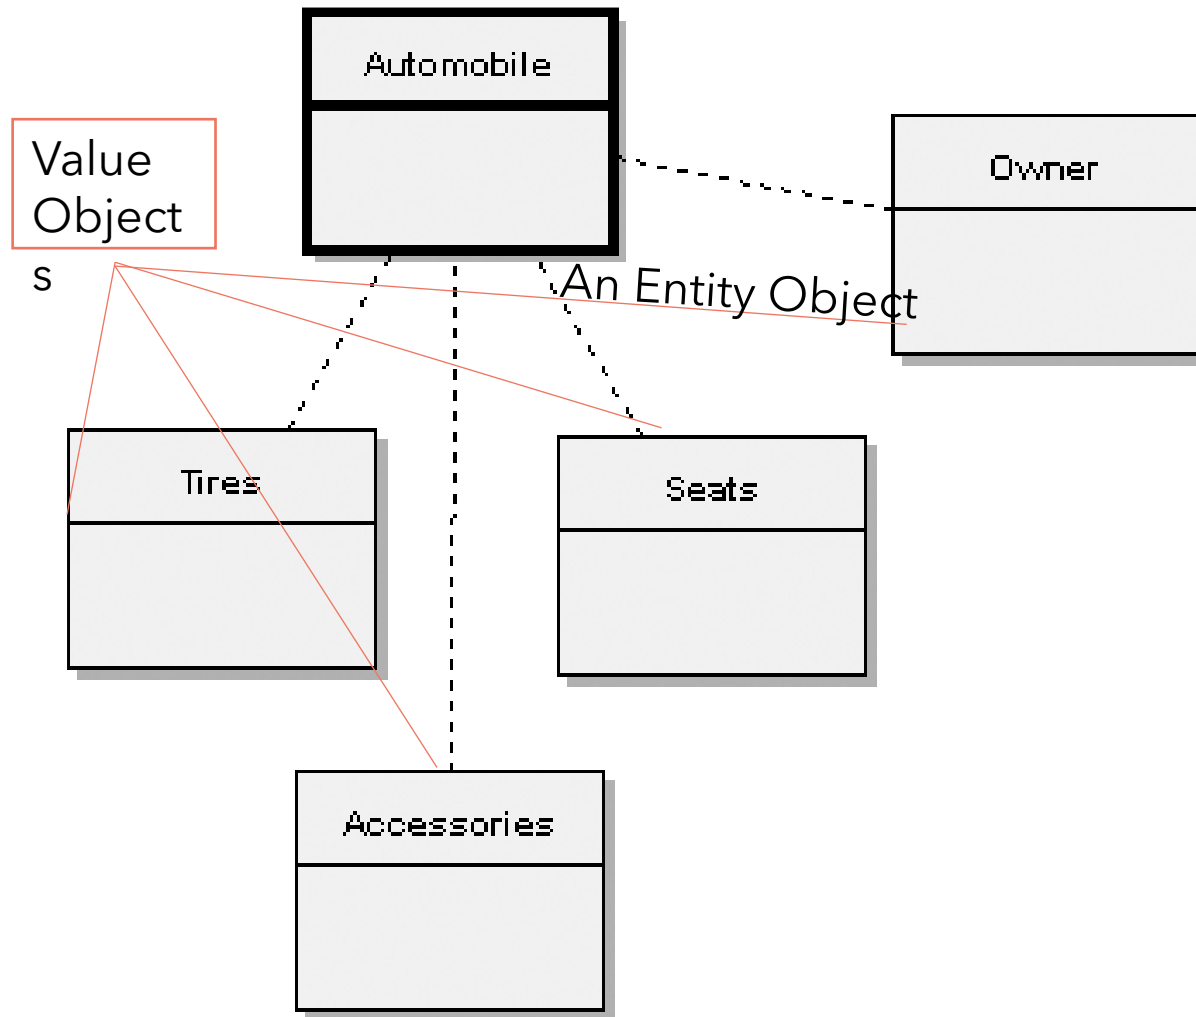 Automobile
Value
Object
s
Owner
An Entity Object
Tires
Seats
Accessories